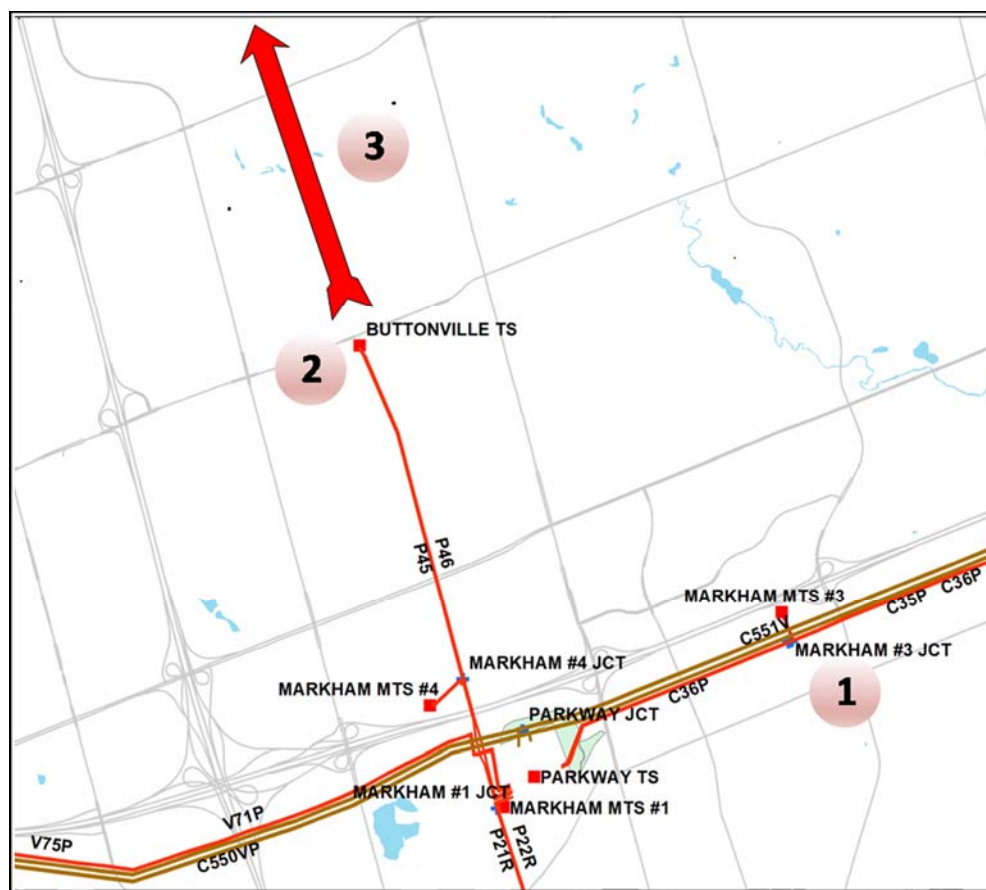 3
BUTTONVILLE TS
2
P45
P46
MARKHAM MTS #3
C551V
C35P
C36P
MARKHAM #3 JCT
MARKHAM #4 JCT
MARKHAM MTS #4
C36P
1
PARKWAY JCT
PARKWAY TS
MARKHAM #1 JCT
MARKHAM MTS #1
V71P
V75P
C550VP
P21R
P22R